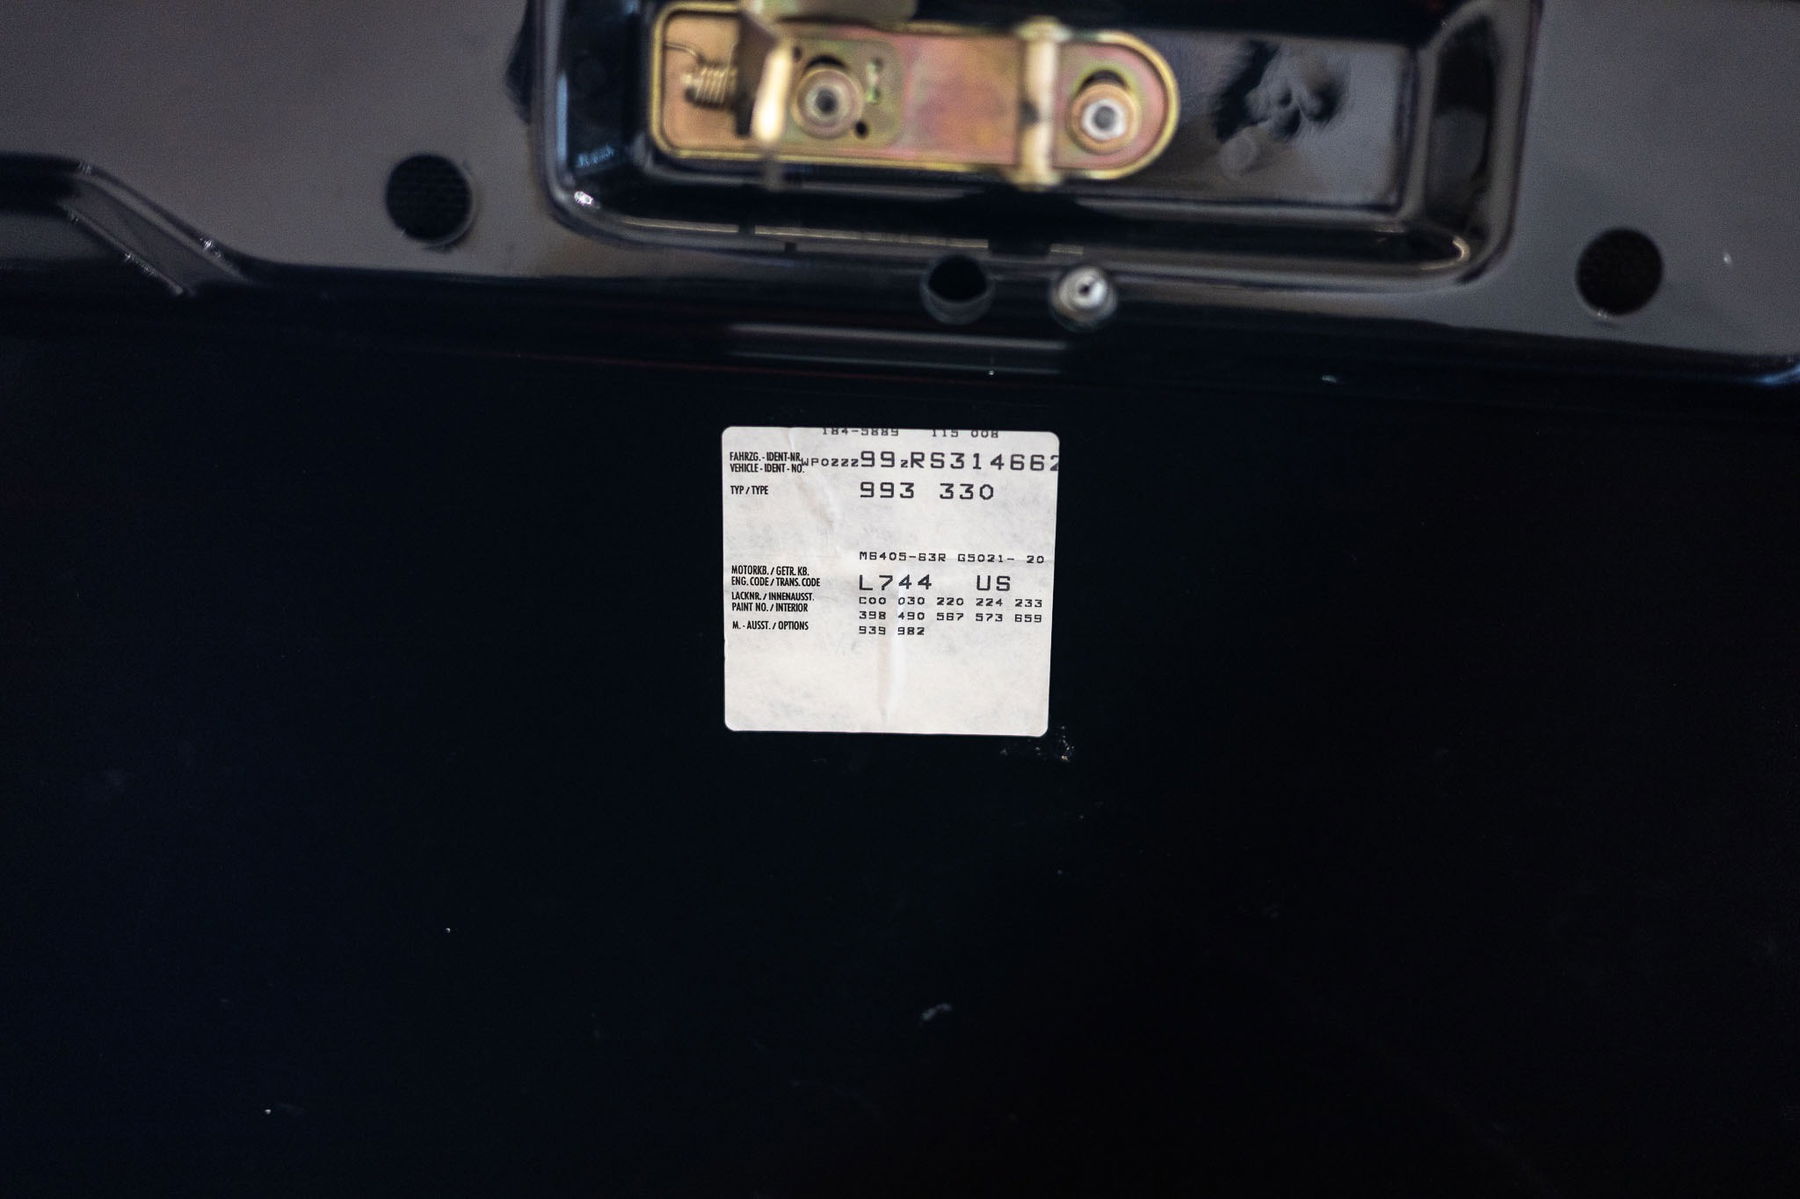 184-5889 115 008
FAHRZG.-IDENT-NR.
VEHICLE-IDENT-NO. WP0ZZZ99ZRS314662
TYP/TYPE 993 330
M6405-63R G5021- 20
MOTORKB./GETR.KB.
ENG.CODE/TRANS.CODE L744 US
LACKNR./INNENAUSST. C00 030 220 224 233
PAINT NO./INTERIOR 398 490 567 573 659
M.-AUSST./OPTIONS 939 982